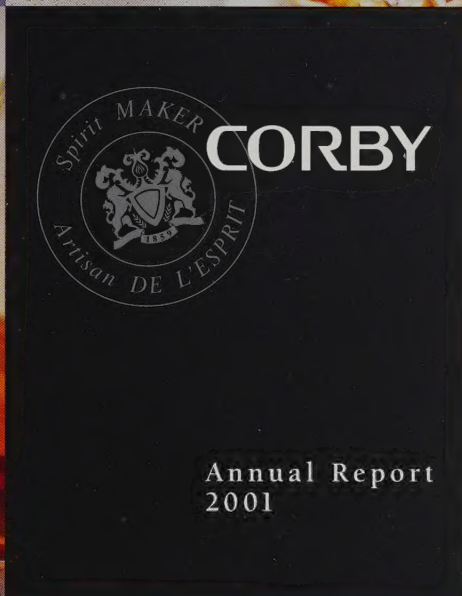 Spirit MAKER
CORBY
1859
Artisan DE L'ESPRIT
Annual Report
2001